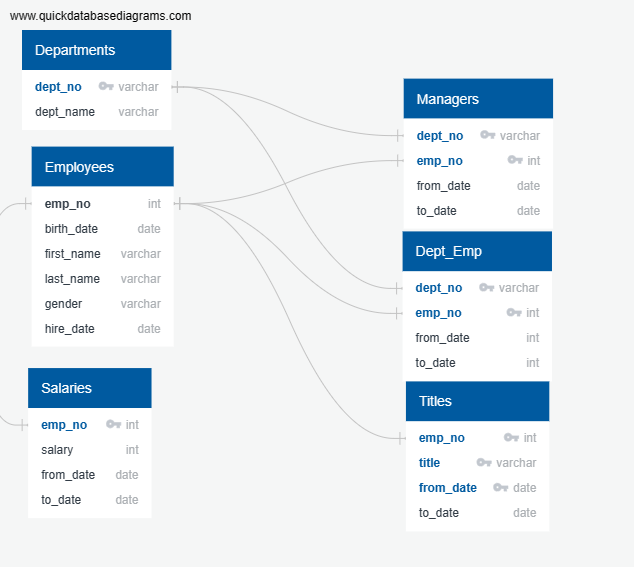 www.quickdatabasediagrams.com
Departments
dept_no varchar
dept_name varchar
Employees
emp_no int
birth_date date
first_name varchar
last_name varchar
gender varchar
hire_date date
Salaries
emp_no int
salary int
from_date date
to_date date
Managers
dept_no varchar
emp_no int
from_date date
to_date date
Dept_Emp
dept_no varchar
emp_no int
from_date int
to_date int
Titles
emp_no int
title varchar
from_date date
to_date date